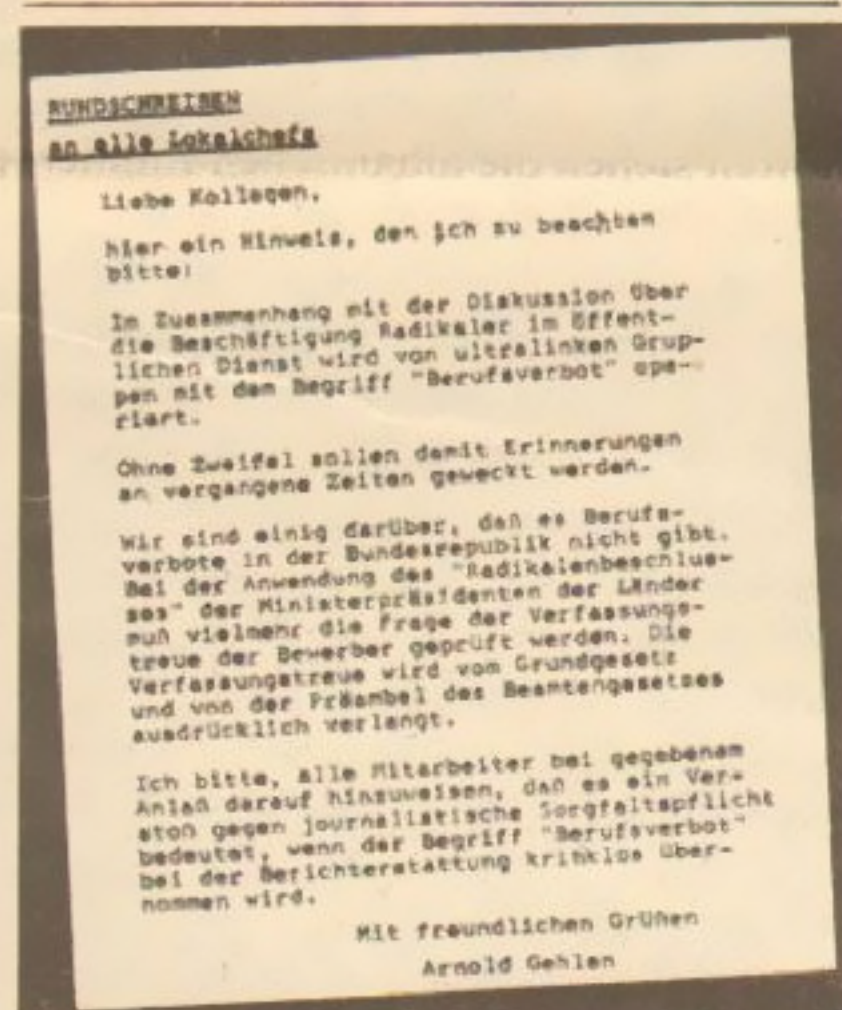 RUNDSCHREIBEN
an alle Lokalchefs
Liebe Kollegen,
hier ein Hinweis, den ich zu beachten
bitte:
Im Zusammenhang mit der Diskussion über
die Beschäftigung Radikaler im öffent-
lichen Dienst wird von ultralinken Grup-
pen mit dem Begriff "Berufsverbot" ope-
riert.
Ohne Zweifel sollen damit Erinnerungen
an vergangene Zeiten geweckt werden.
Wir sind einig darüber, daß es Berufs-
verbote in der Bundesrepublik nicht gibt.
Bei der Anwendung des "Radikalenbeschlus-
ses" der Ministerpräsidenten der Länder
muß vielmehr die Frage der Verfassungs-
treue der Bewerber geprüft werden. Die
Verfassungstreue wird vom Grundgesetz
und von der Präambel des Beamtengesetzes
ausdrücklich verlangt.
Ich bitte, alle Mitarbeiter bei gegebenem
Anlaß darauf hinzuweisen, daß es ein Ver-
stoß gegen journalistische Sorgfaltspflicht
bedeutet, wenn der Begriff "Berufsverbot"
bei der Berichterstattung kritiklos über-
nommen wird.
Mit freundlichen Grüßen
Arnold Gehlen